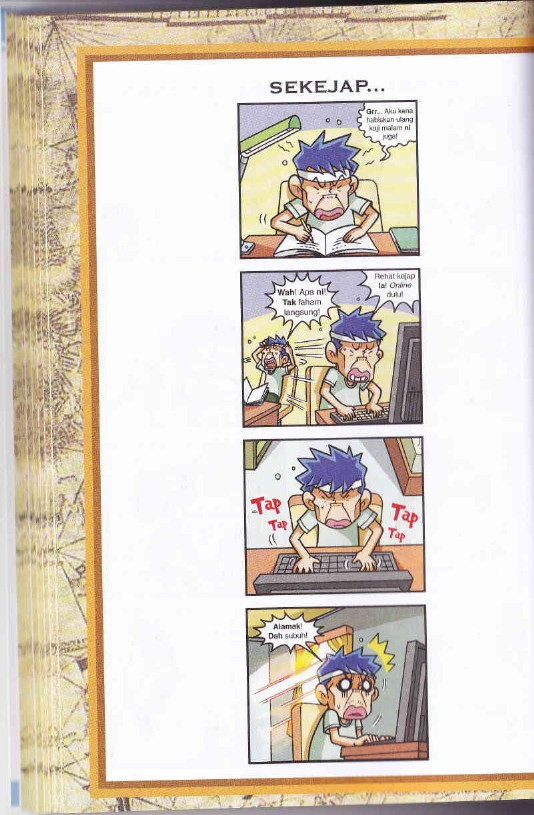 SEKEJAP...
Grr... Aku kena
habiskan ulang
kaji malam ni
juga!
Wah! Apa ni!
Tak faham
langsung!
Rehat kejap
la! Online
dulu!
Tap
Tap
Tap
Tap
Alamak!
Dah subuh!